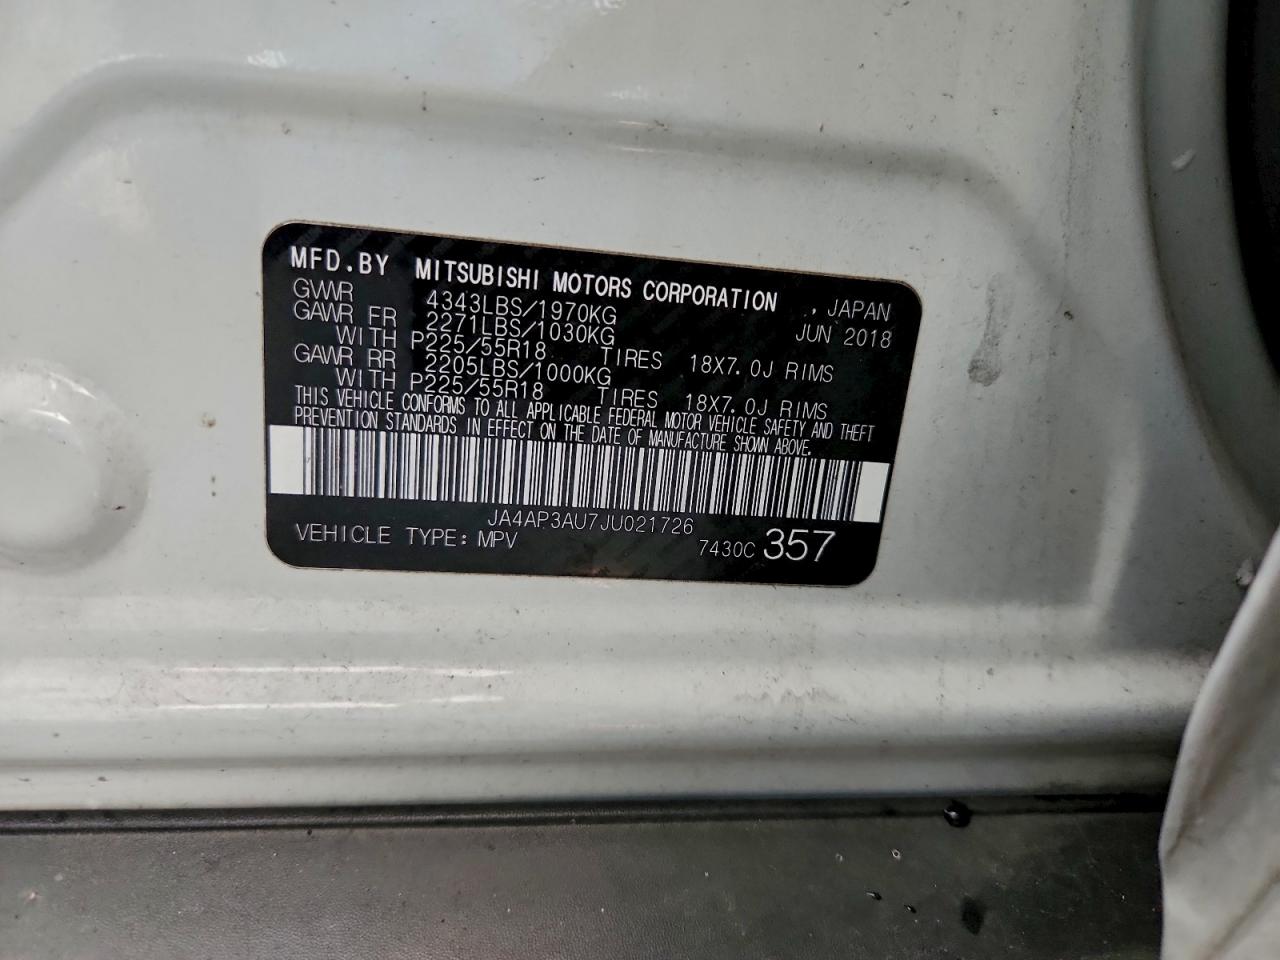 MFD.BY MITSUBISHI MOTORS CORPORATION , JAPAN
GVWR 4343LBS/1970KG JUN 2018
GAWR FR 2271LBS/1030KG
WITH P225/55R18 TIRES 18X7.0J RIMS
GAWR RR 2205LBS/1000KG
WITH P225/55R18 TIRES 18X7.0J RIMS
THIS VEHICLE CONFORMS TO ALL APPLICABLE FEDERAL MOTOR VEHICLE SAFETY AND THEFT
PREVENTION STANDARDS IN EFFECT ON THE DATE OF MANUFACTURE SHOWN ABOVE.
JA4AP3AU7JU021726
VEHICLE TYPE: MPV 7430C 357